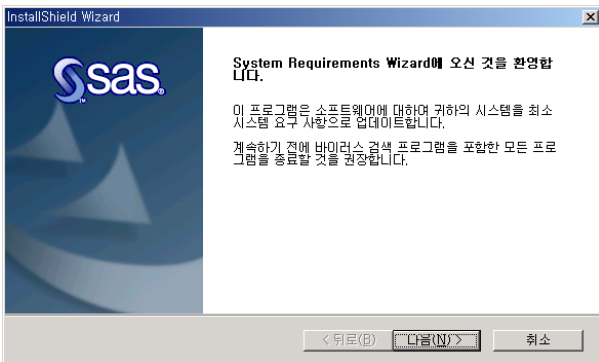 InstallShield Wizard
sas
TM
System Requirements Wizard에 오신 것을 환영합
니다.
이 프로그램은 소프트웨어에 대하여 귀하의 시스템을 최소
시스템 요구 사항으로 업데이트합니다.
계속하기 전에 바이러스 검색 프로그램을 포함한 모든 프로
그램을 종료할 것을 권장합니다.
< 뒤로(B) 다음(N) > 취소